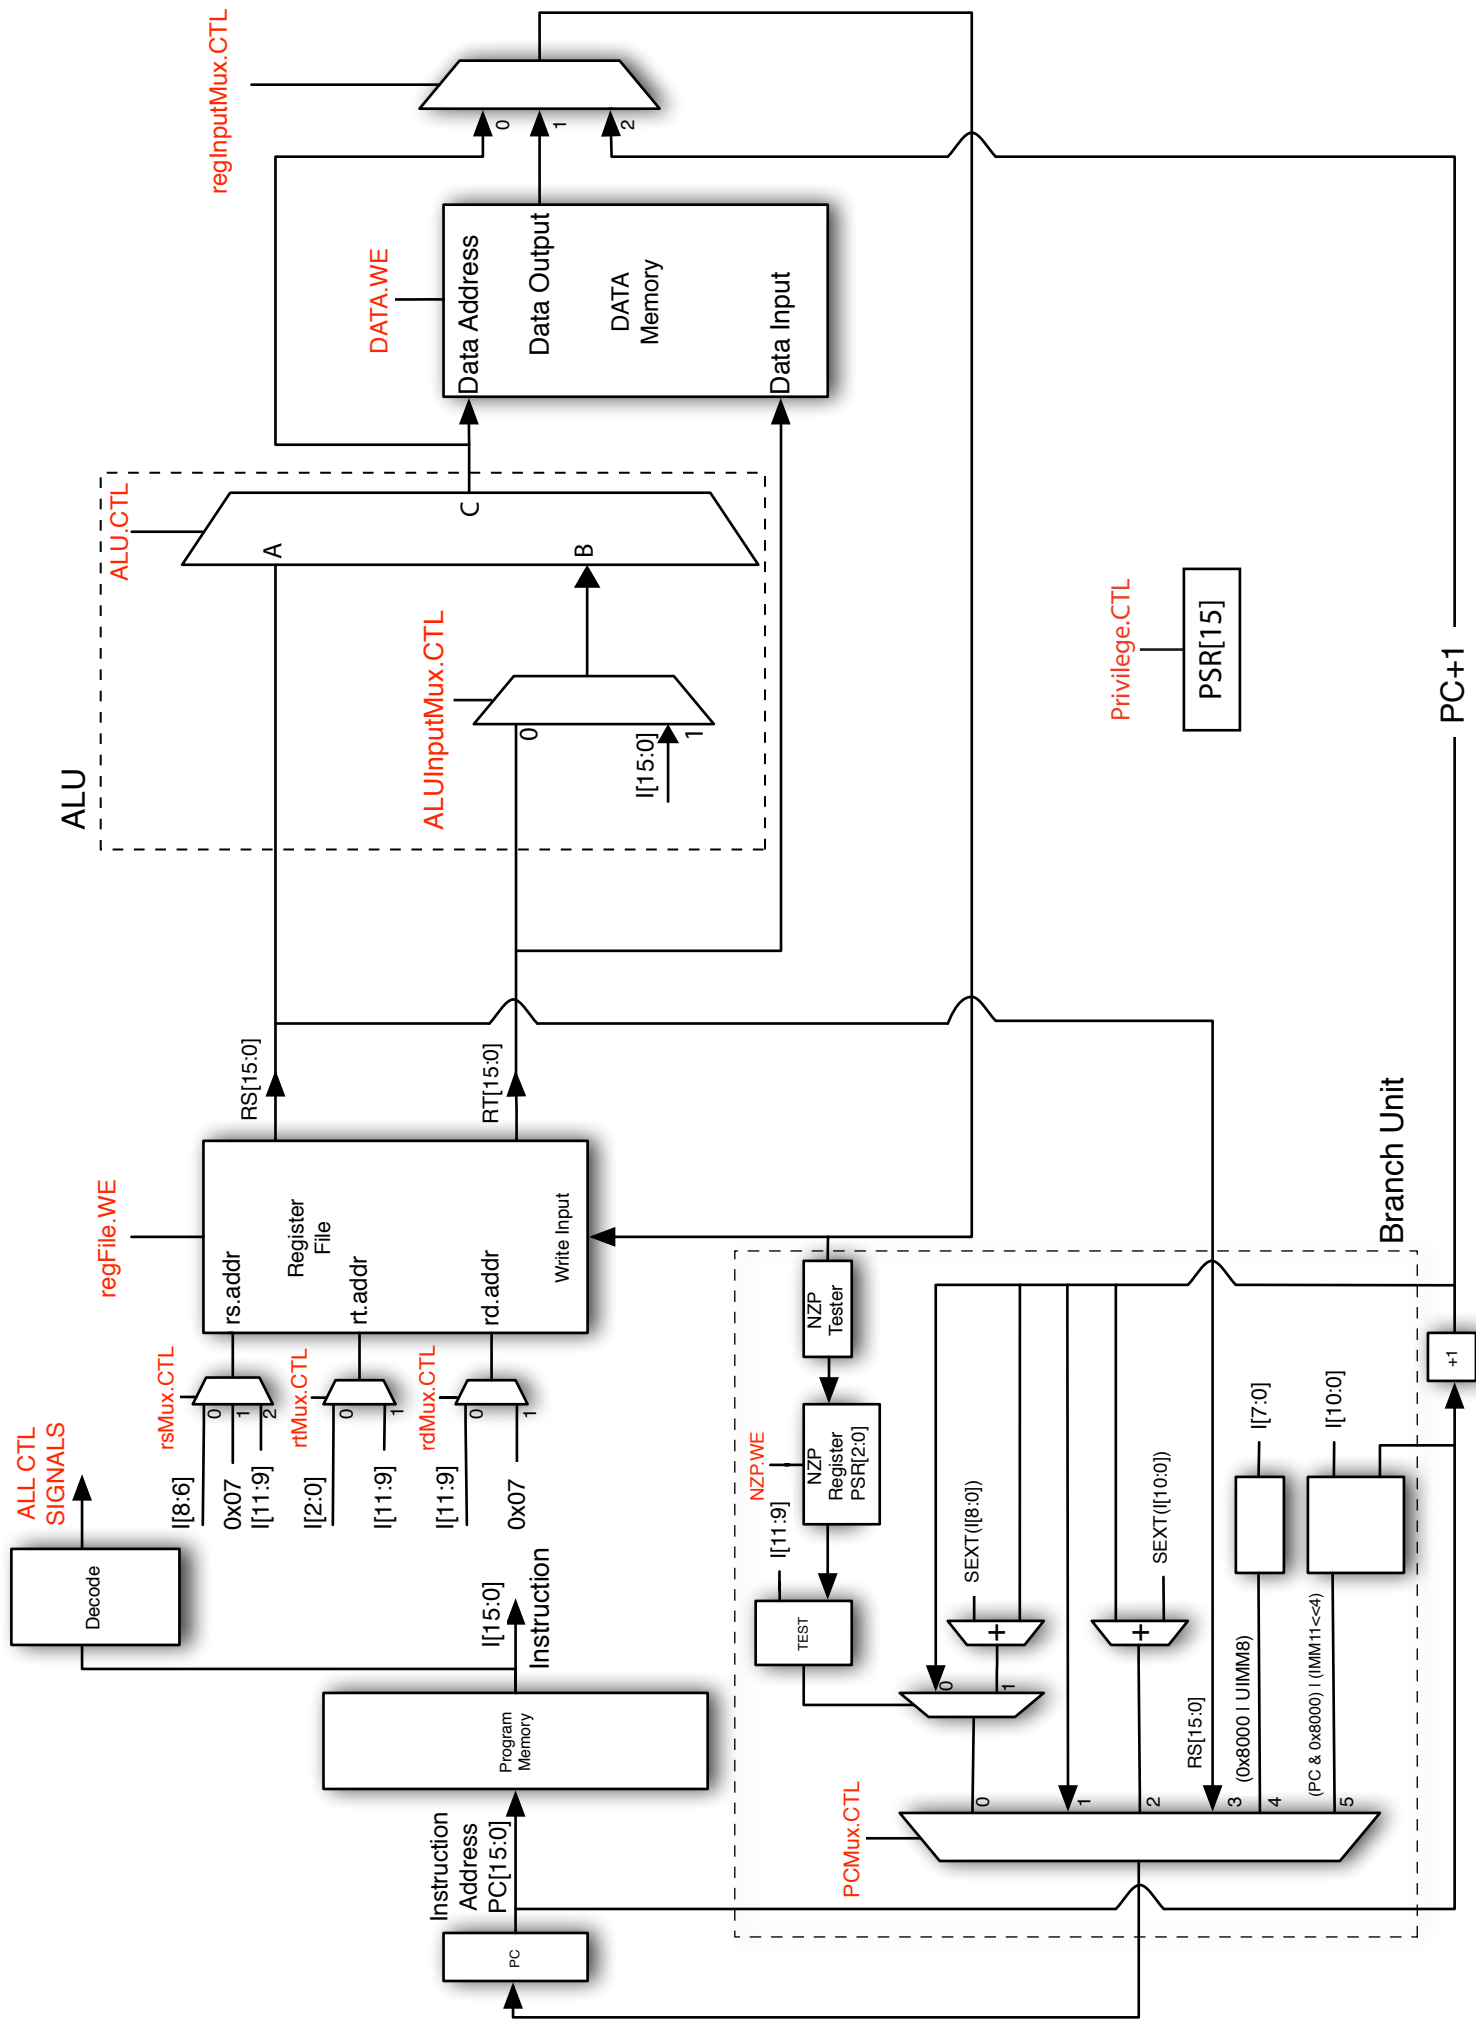 ALL CTL
SIGNALS
Decode
I[15:0]
Instruction
Program
Memory
Instruction
Address
PC[15:0]
PC
regFile.WE
rsMux.CTL
I[8:6]
0
0x07
1
I[11:9]
2
rs.addr
rtMux.CTL
I[2:0]
0
I[11:9]
1
rt.addr
rdMux.CTL
I[11:9]
0
0x07
1
rd.addr
Register
File
Write Input
RS[15:0]
RT[15:0]
ALU
ALU.CTL
A
B
C
ALUInputMux.CTL
0
I[15:0]
1
DATA.WE
Data Address
Data Output
DATA
Memory
Data Input
regInputMux.CTL
0
1
2
Privilege.CTL
PSR[15]
PC+1
Branch Unit
NZP
Tester
NZP.WE
NZP
Register
PSR[2:0]
I[11:9]
TEST
SEXT(I[8:0])
+
0
1
SEXT(I[10:0])
+
RS[15:0]
I[7:0]
(0x8000 | UIMM8)
I[10:0]
(PC & 0x8000) | (IMM11<<4)
PCMux.CTL
0
1
2
3
4
5
+1